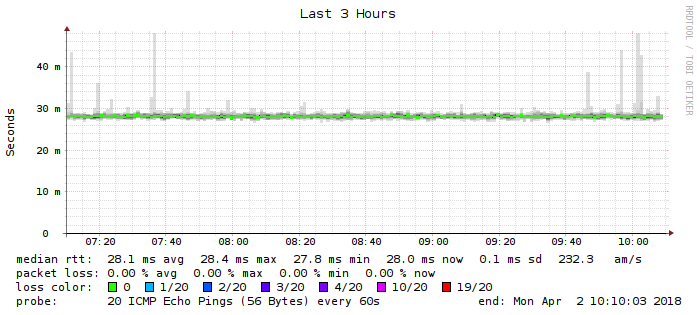 Last 3 Hours
RRDTOOL / TOBI OETIKER
Seconds
40 m
30 m
20 m
10 m
0
07:20 07:40 08:00 08:20 08:40 09:00 09:20 09:40 10:00
median rtt: 28.1 ms avg 28.4 ms max 27.8 ms min 28.0 ms now 0.1 ms sd 232.3 am/s
packet loss: 0.00 % avg 0.00 % max 0.00 % min 0.00 % now
loss color: 0 1/20 2/20 3/20 4/20 10/20 19/20
probe: 20 ICMP Echo Pings (56 Bytes) every 60s end: Mon Apr 2 10:10:03 2018